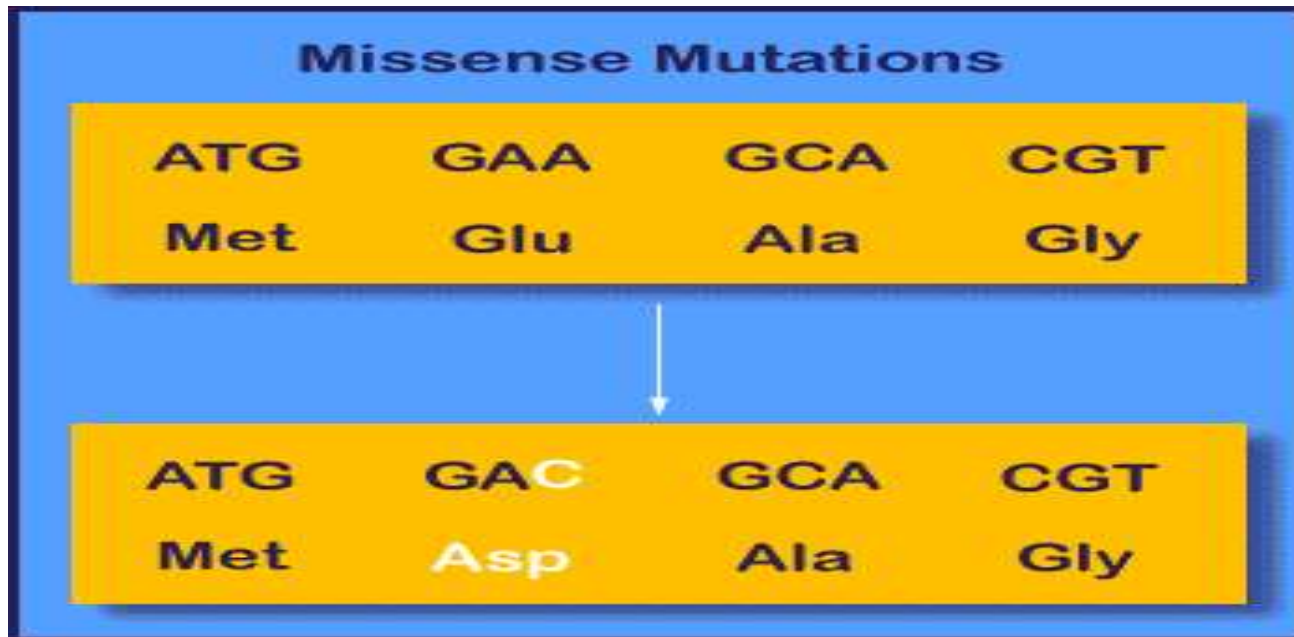 Missense Mutations
ATG GAA GCA CGT
Met Glu Ala Gly
ATG GAC GCA CGT
Met Asp Ala Gly